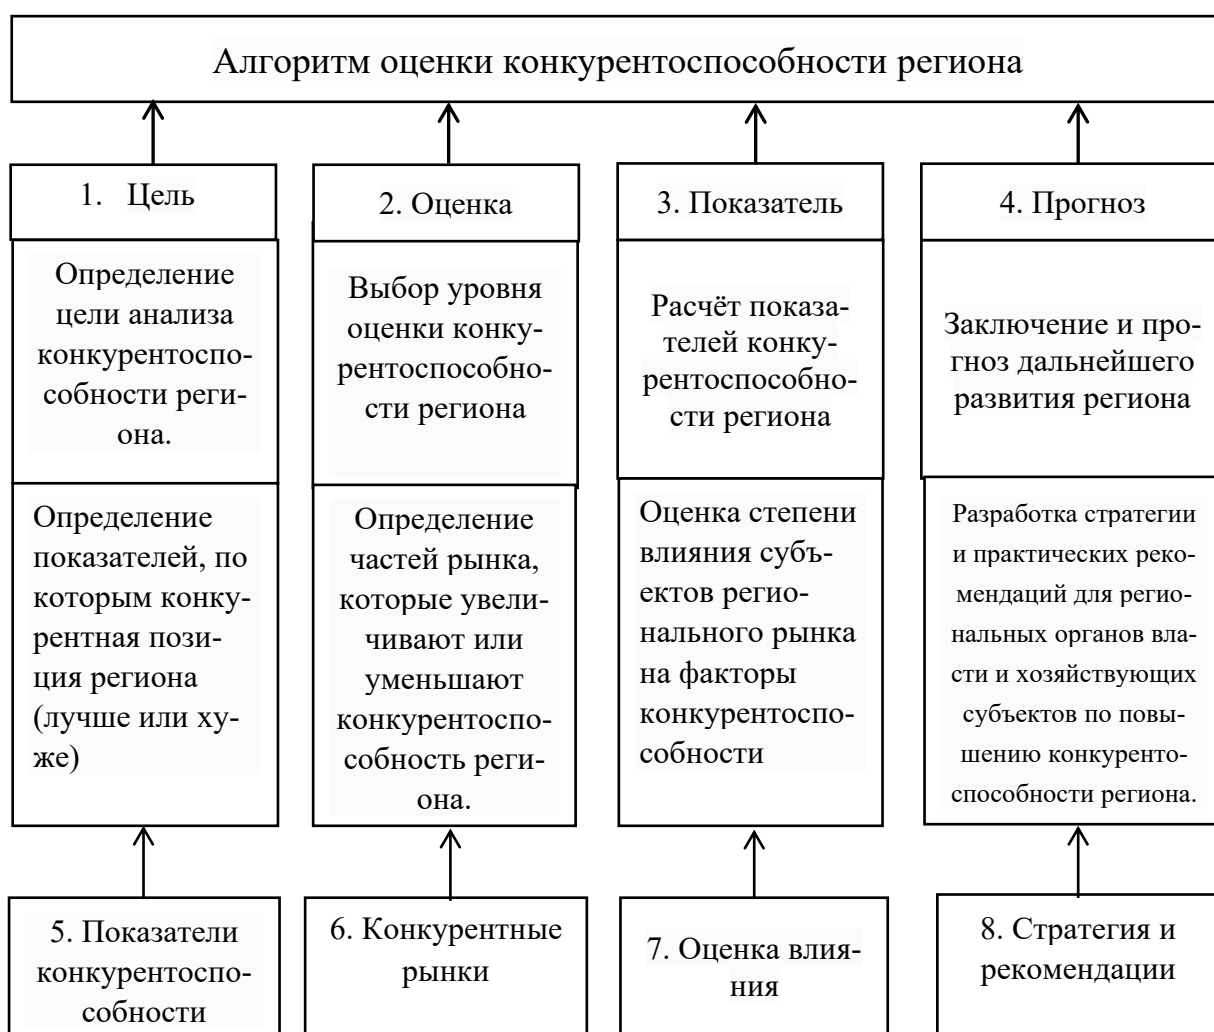 Алгоритм оценки конкурентоспособности региона
1. Цель
2. Оценка
3. Показатель
4. Прогноз
Определение
цели анализа
конкурентоспо-
собности реги-
она.
Выбор уровня
оценки конку-
рентоспособно-
сти региона
Расчёт показа-
телей конку-
рентоспособно-
сти региона
Заключение и про-
гноз дальнейшего
развития региона
Определение
показателей, по
которым конку-
рентная пози-
ция региона
(лучше или ху-
же)
Определение
частей рынка,
которые увели-
чивают или
уменьшают
конкурентоспо-
собность реги-
она.
Оценка степени
влияния субъ-
ектов регио-
нального рынка
на факторы
конкурентоспо-
собности
Разработка стратегии
и практических реко-
мендаций для регио-
нальных органов вла-
сти и хозяйствующих
субъектов по повы-
шению конкуренто-
способности региона.
5. Показатели
конкурентоспо-
собности
6. Конкурентные
рынки
7. Оценка влия-
ния
8. Стратегия и
рекомендации